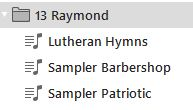 13 Raymond
Lutheran Hymns
Sampler Barbershop
Sampler Patriotic